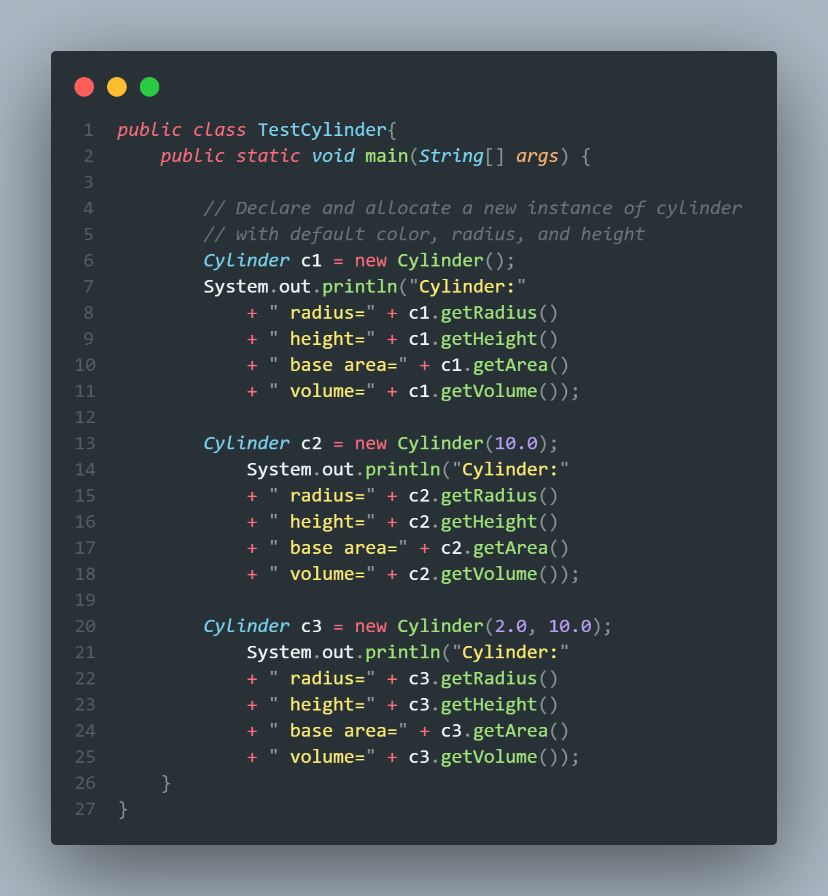 1 public class TestCylinder{
2     public static void main(String[] args) {
3
4         // Declare and allocate a new instance of cylinder
5         // with default color, radius, and height
6         Cylinder c1 = new Cylinder();
7         System.out.println("Cylinder:"
8             + " radius=" + c1.getRadius()
9             + " height=" + c1.getHeight()
10             + " base area=" + c1.getArea()
11             + " volume=" + c1.getVolume());
12
13         Cylinder c2 = new Cylinder(10.0);
14             System.out.println("Cylinder:"
15             + " radius=" + c2.getRadius()
16             + " height=" + c2.getHeight()
17             + " base area=" + c2.getArea()
18             + " volume=" + c2.getVolume());
19
20         Cylinder c3 = new Cylinder(2.0, 10.0);
21             System.out.println("Cylinder:"
22             + " radius=" + c3.getRadius()
23             + " height=" + c3.getHeight()
24             + " base area=" + c3.getArea()
25             + " volume=" + c3.getVolume());
26     }
27 }